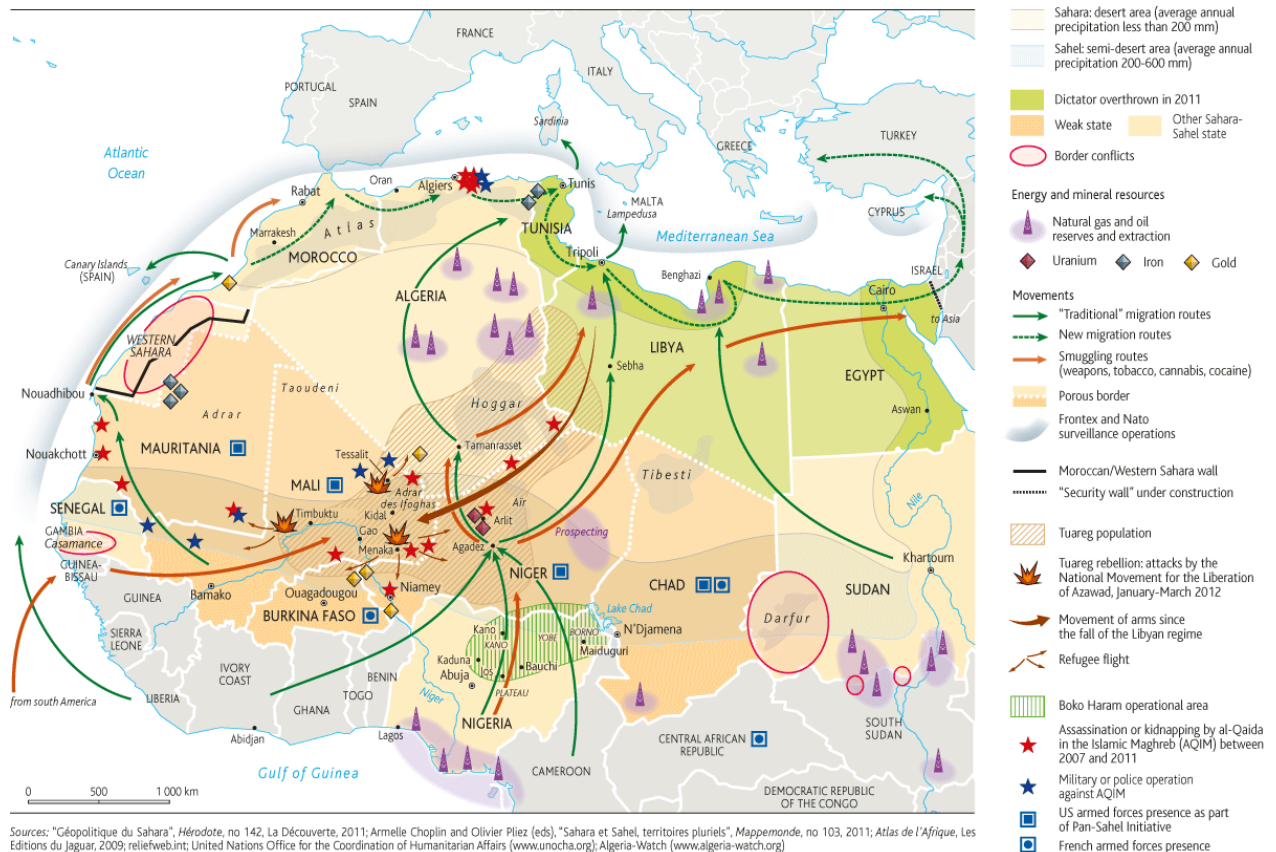 FRANCE
ITALY
PORTUGAL
SPAIN
Sardinia
GREECE
TURKEY
Atlantic
Ocean
Oran
Algiers
Tunis
Rabat
MALTA
Lampedusa
CYPRUS
Marrakesh
Atlas
TUNISIA
Mediterranean Sea
MOROCCO
Tripoli
Canary Islands
(SPAIN)
Benghazi
ISRAEL
Cairo
ALGERIA
to Asia
WESTERN
SAHARA
LIBYA
Sebha
EGYPT
Nouadhibou
Taoudeni
Hoggar
Adrar
Aswan
MAURITANIA
Tamanrasset
Nouakchott
Tessalit
Tibesti
MALI
Adrar
des Ifoghas
Aïr
Nile
SENEGAL
Timbuktu
Kidal
Arlit
GAMBIA
Casamance
Gao
Prospecting
Menaka
Agadez
Khartoum
GUINEA-
BISSAU
NIGER
Bamako
Niamey
CHAD
SUDAN
GUINEA
Ouagadougou
BURKINA FASO
Lake Chad
Darfur
Kano
KANO
YOBE
BORNO
N'Djamena
SIERRA
LEONE
Maiduguri
IVORY
COAST
BENIN
Kaduna
Bauchi
Abuja
JOS
from south America
LIBERIA
TOGO
PLATEAU
GHANA
Niger
NIGERIA
SOUTH
SUDAN
Abidjan
Lagos
CENTRAL AFRICAN
REPUBLIC
Gulf of Guinea
CAMEROON
DEMOCRATIC REPUBLIC
OF THE CONGO
0 500 1 000 km
Sahara: desert area (average annual
precipitation less than 200 mm)
Sahel: semi-desert area (average annual
precipitation 200-600 mm)
Dictator overthrown in 2011
Weak state
Other Sahara-
Sahel state
Border conflicts
Energy and mineral resources
Natural gas and oil
reserves and extraction
Uranium Iron Gold
Movements
"Traditional" migration routes
New migration routes
Smuggling routes
(weapons, tobacco, cannabis, cocaine)
Porous border
Frontex and Nato
surveillance operations
Moroccan/Western Sahara wall
"Security wall" under construction
Tuareg population
Tuareg rebellion: attacks by the
National Movement for the Liberation
of Azawad, January-March 2012
Movement of arms since
the fall of the Libyan regime
Refugee flight
Boko Haram operational area
Assassination or kidnapping by al-Qaida
in the Islamic Maghreb (AQIM) between
2007 and 2011
Military or police operation
against AQIM
US armed forces presence as part
of Pan-Sahel Initiative
French armed forces presence
Sources: "Géopolitique du Sahara", Hérodote, no 142, La Découverte, 2011; Armelle Choplin and Olivier Pliez (eds), "Sahara et Sahel, territoires pluriels", Mappemonde, no 103, 2011; Atlas de l'Afrique, Les
Editions du Jaguar, 2009; reliefweb.int; United Nations Office for the Coordination of Humanitarian Affairs (www.unocha.org); Algeria-Watch (www.algeria-watch.org)